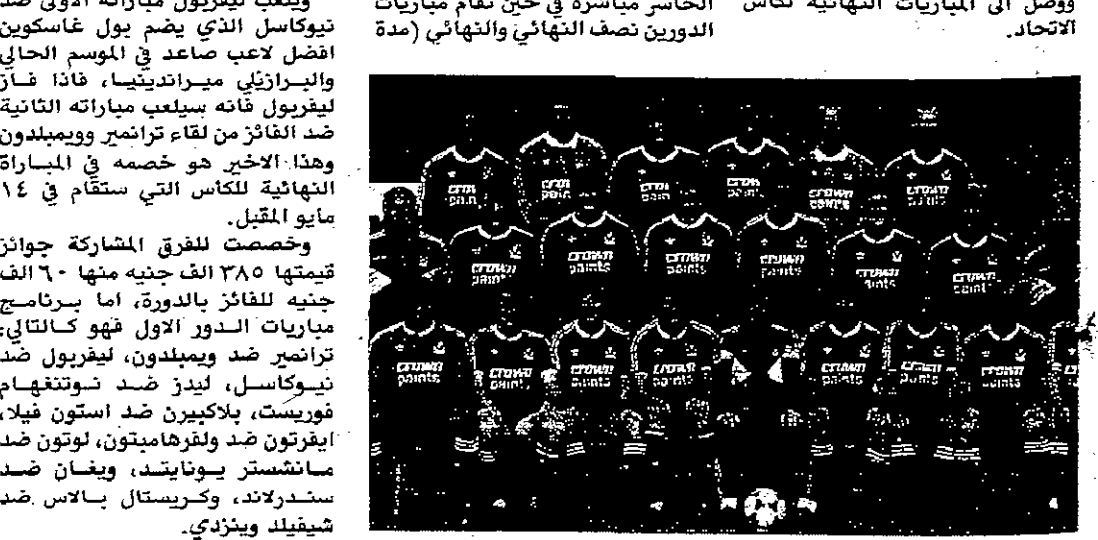 ووصل الى المباريات النهائية لكأس
الاتحاد.
الخاسر مباشرة في حين تقام مباريات
الدورين نصف النهائي والنهائي (مدة
ويلعب ليفربول مباراته الاولى ضد
نيوكاسل الذي يضم يول غاسكوين
افضل لاعب صاعد في الموسم الحالي
والبرازيلي ميراندينيا، فاذا فاز
ليفربول فانه سيلعب مباراته الثانية
ضد الفائز من لقاء ترانمير وويمبلدون
وهذا الاخير هو خصمه في المباراة
النهائية للكأس التي ستقام في ١٤
مايو المقبل.
وخصصت للفرق المشاركة جوائز
قيمتها ٣٨٥ الف جنيه منها ٦٠ الف
جنيه للفائز بالدورة، اما برنامج
مباريات الدور الاول فهو كالتالي:
ترانمير ضد ويمبلدون، ليفربول ضد
نيوكاسل، ليدز ضد نوتنغهام
فوريست، بلاكبيرن ضد استون فيلا،
ايفرتون ضد ولفرهامبتون، لوتون ضد
مانشستر يونايتد، ويغان ضد
سندرلاند، وكريستال بالاس ضد
شيفيلد وينزدي.
crown
paints
crown
paints
crown
paints
crown
paints
crown
paints
crown
paints
crown
paints